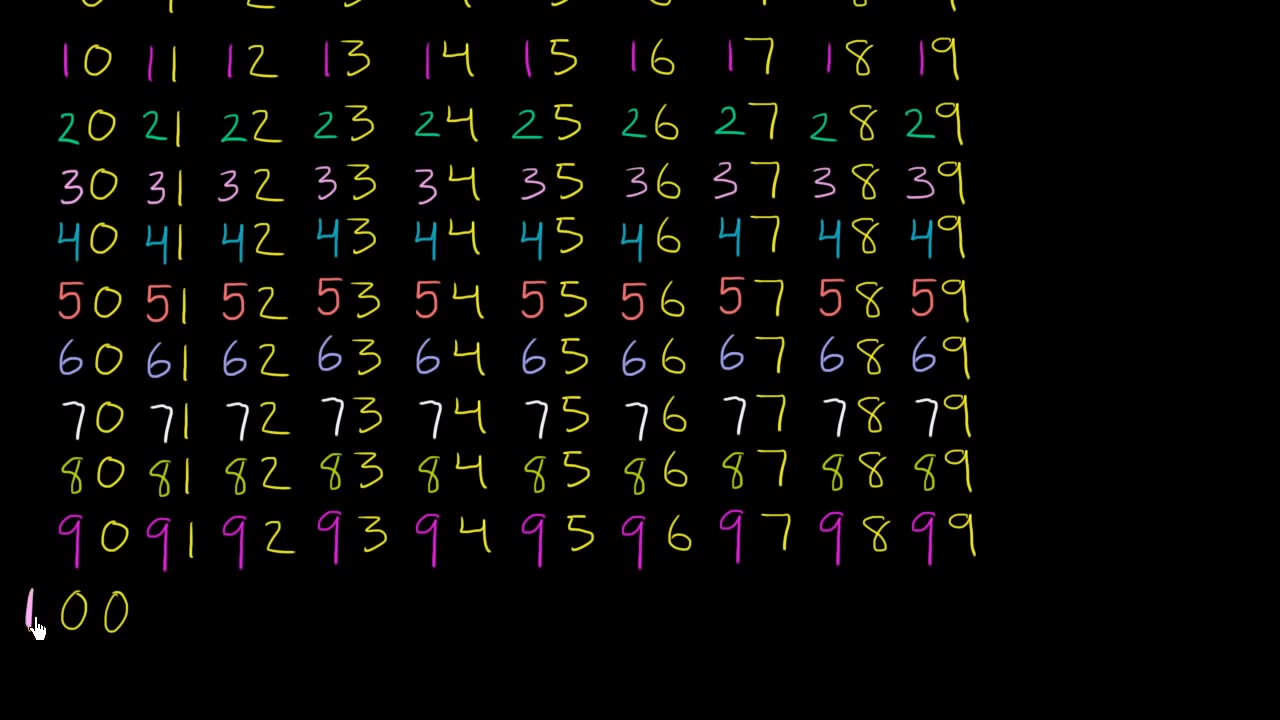 10 11 12 13 14 15 16 17 18 19
20 21 22 23 24 25 26 27 28 29
30 31 32 33 34 35 36 37 38 39
40 41 42 43 44 45 46 47 48 49
50 51 52 53 54 55 56 57 58 59
60 61 62 63 64 65 66 67 68 69
70 71 72 73 74 75 76 77 78 79
80 81 82 83 84 85 86 87 88 89
90 91 92 93 94 95 96 97 98 99
100